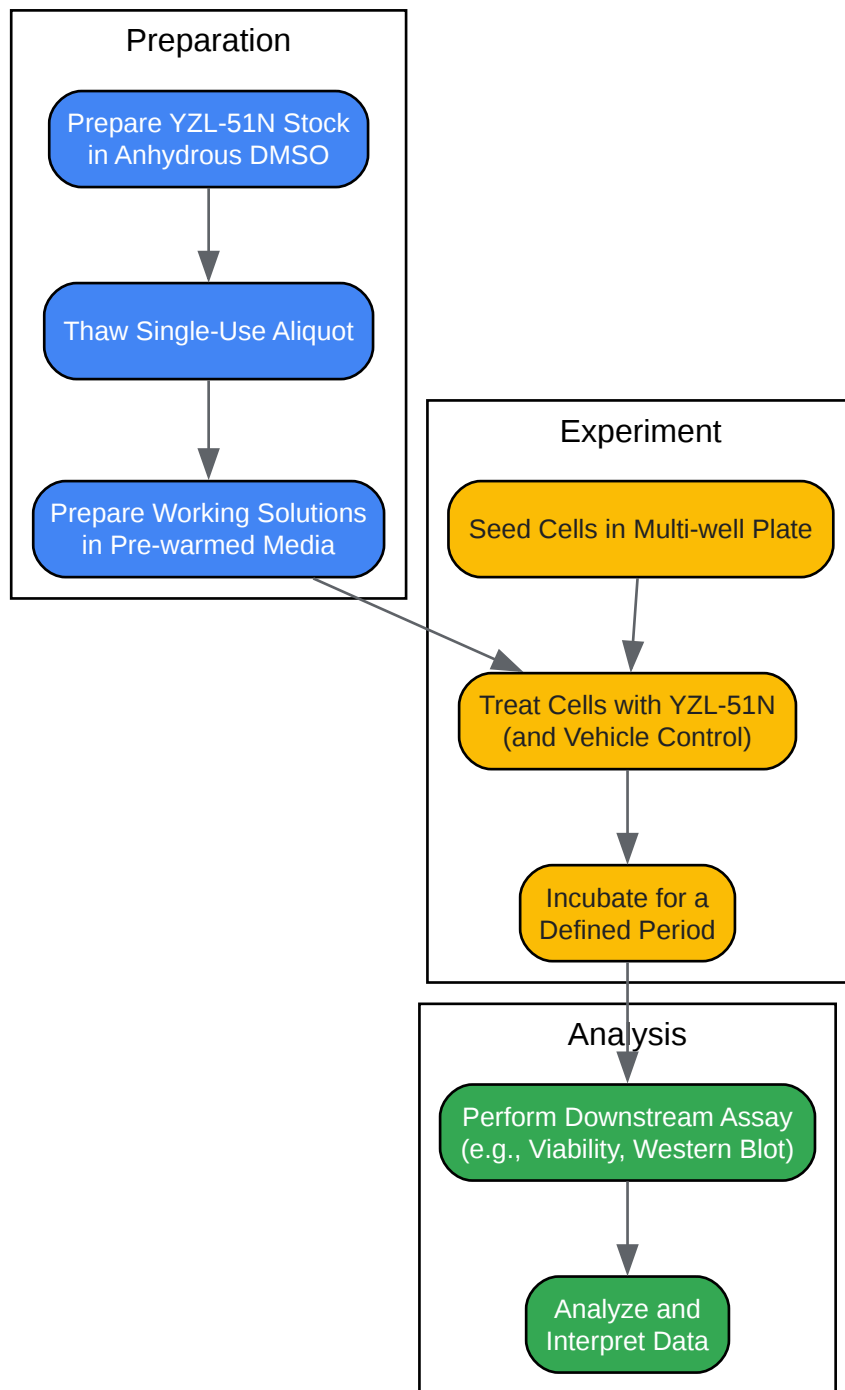 Preparation
Prepare YZL-51N Stock
in Anhydrous DMSO
Thaw Single-Use Aliquot
Prepare Working Solutions
in Pre-warmed Media
Experiment
Seed Cells in Multi-well Plate
Treat Cells with YZL-51N
(and Vehicle Control)
Incubate for a
Defined Period
Analysis
Perform Downstream Assay
(e.g., Viability, Western Blot)
Analyze and
Interpret Data